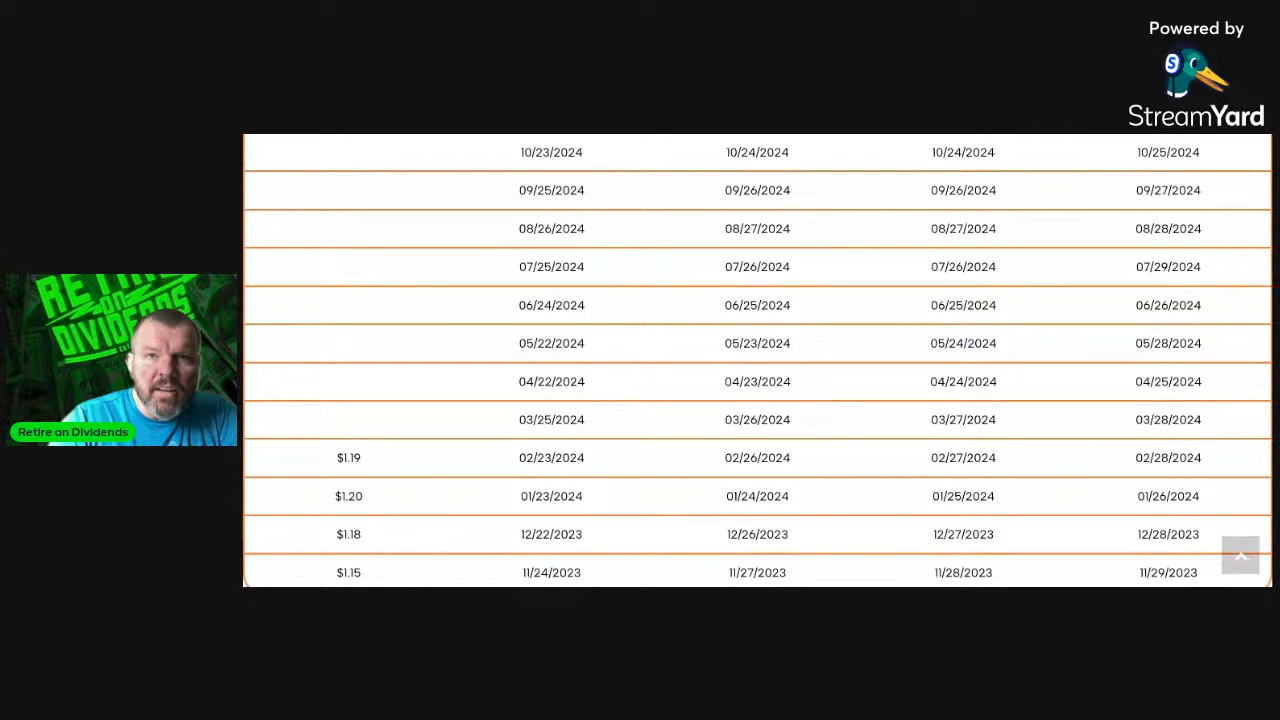 Powered by
StreamYard
10/23/2024 10/24/2024 10/24/2024 10/25/2024
09/25/2024 09/26/2024 09/26/2024 09/27/2024
08/26/2024 08/27/2024 08/27/2024 08/28/2024
07/25/2024 07/26/2024 07/26/2024 07/29/2024
06/24/2024 06/25/2024 06/25/2024 06/26/2024
05/22/2024 05/23/2024 05/24/2024 05/28/2024
04/22/2024 04/23/2024 04/24/2024 04/25/2024
03/25/2024 03/26/2024 03/27/2024 03/28/2024
$1.19 02/23/2024 02/26/2024 02/27/2024 02/28/2024
$1.20 01/23/2024 01/24/2024 01/25/2024 01/26/2024
$1.18 12/22/2023 12/26/2023 12/27/2023 12/28/2023
$1.15 11/24/2023 11/27/2023 11/28/2023 11/29/2023
ON
Retire on Dividends